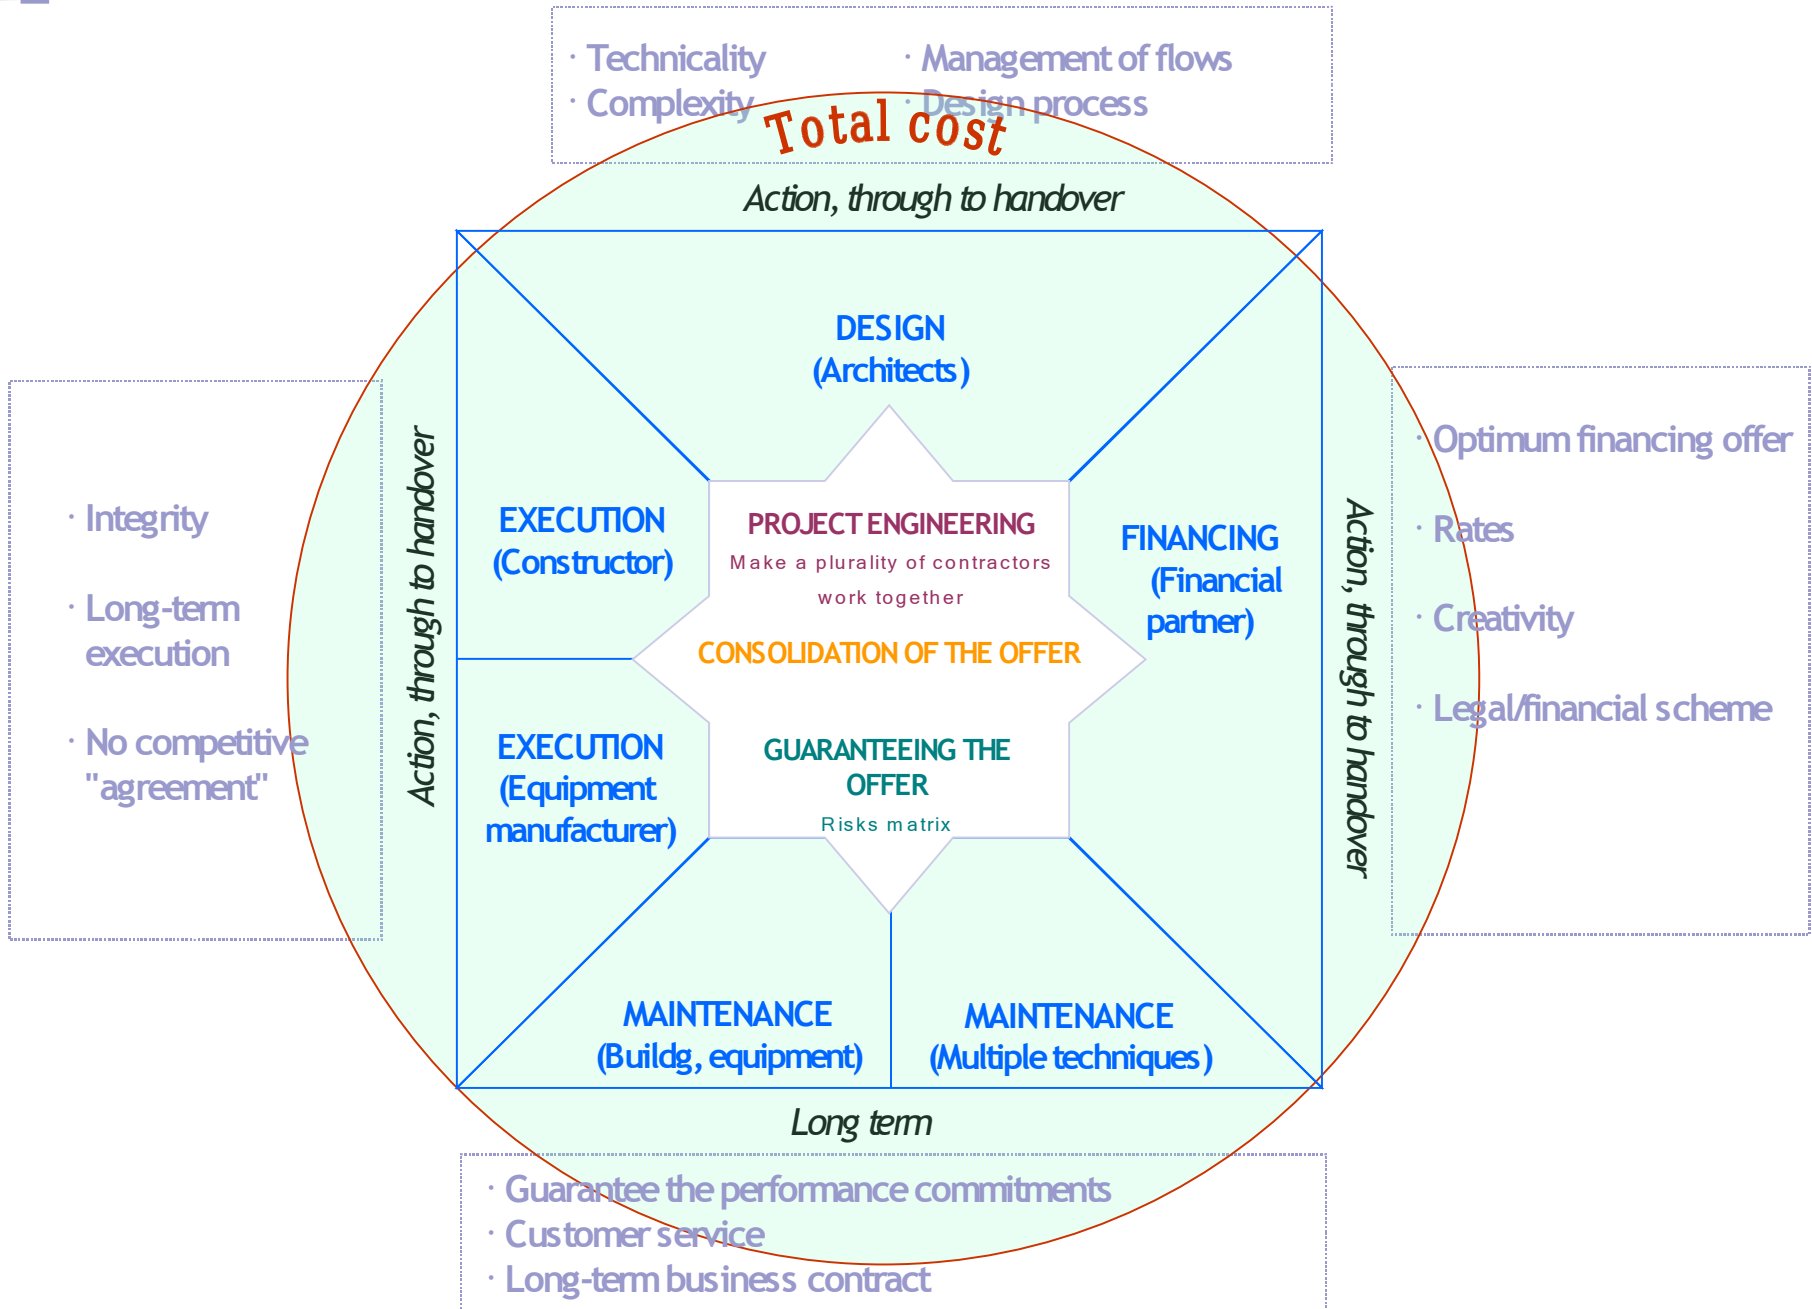 · Technicality
· Complexity
· Management of flows
· Design process
Total cost
Action, through to handover
DESIGN
(Architects)
· Integrity
· Long-term
execution
· No competitive
"agreement"
Action, through to handover
EXECUTION
(Constructor)
EXECUTION
(Equipment
manufacturer)
PROJECT ENGINEERING
Make a plurality of contractors
work together
CONSOLIDATION OF THE OFFER
GUARANTEEING THE
OFFER
Risks matrix
FINANCING
(Financial
partner)
Action, through to handover
· Optimum financing offer
· Rates
· Creativity
· Legal/financial scheme
MAINTENANCE
(Buildg, equipment)
MAINTENANCE
(Multiple techniques)
Long term
· Guarantee the performance commitments
· Customer service
· Long-term business contract